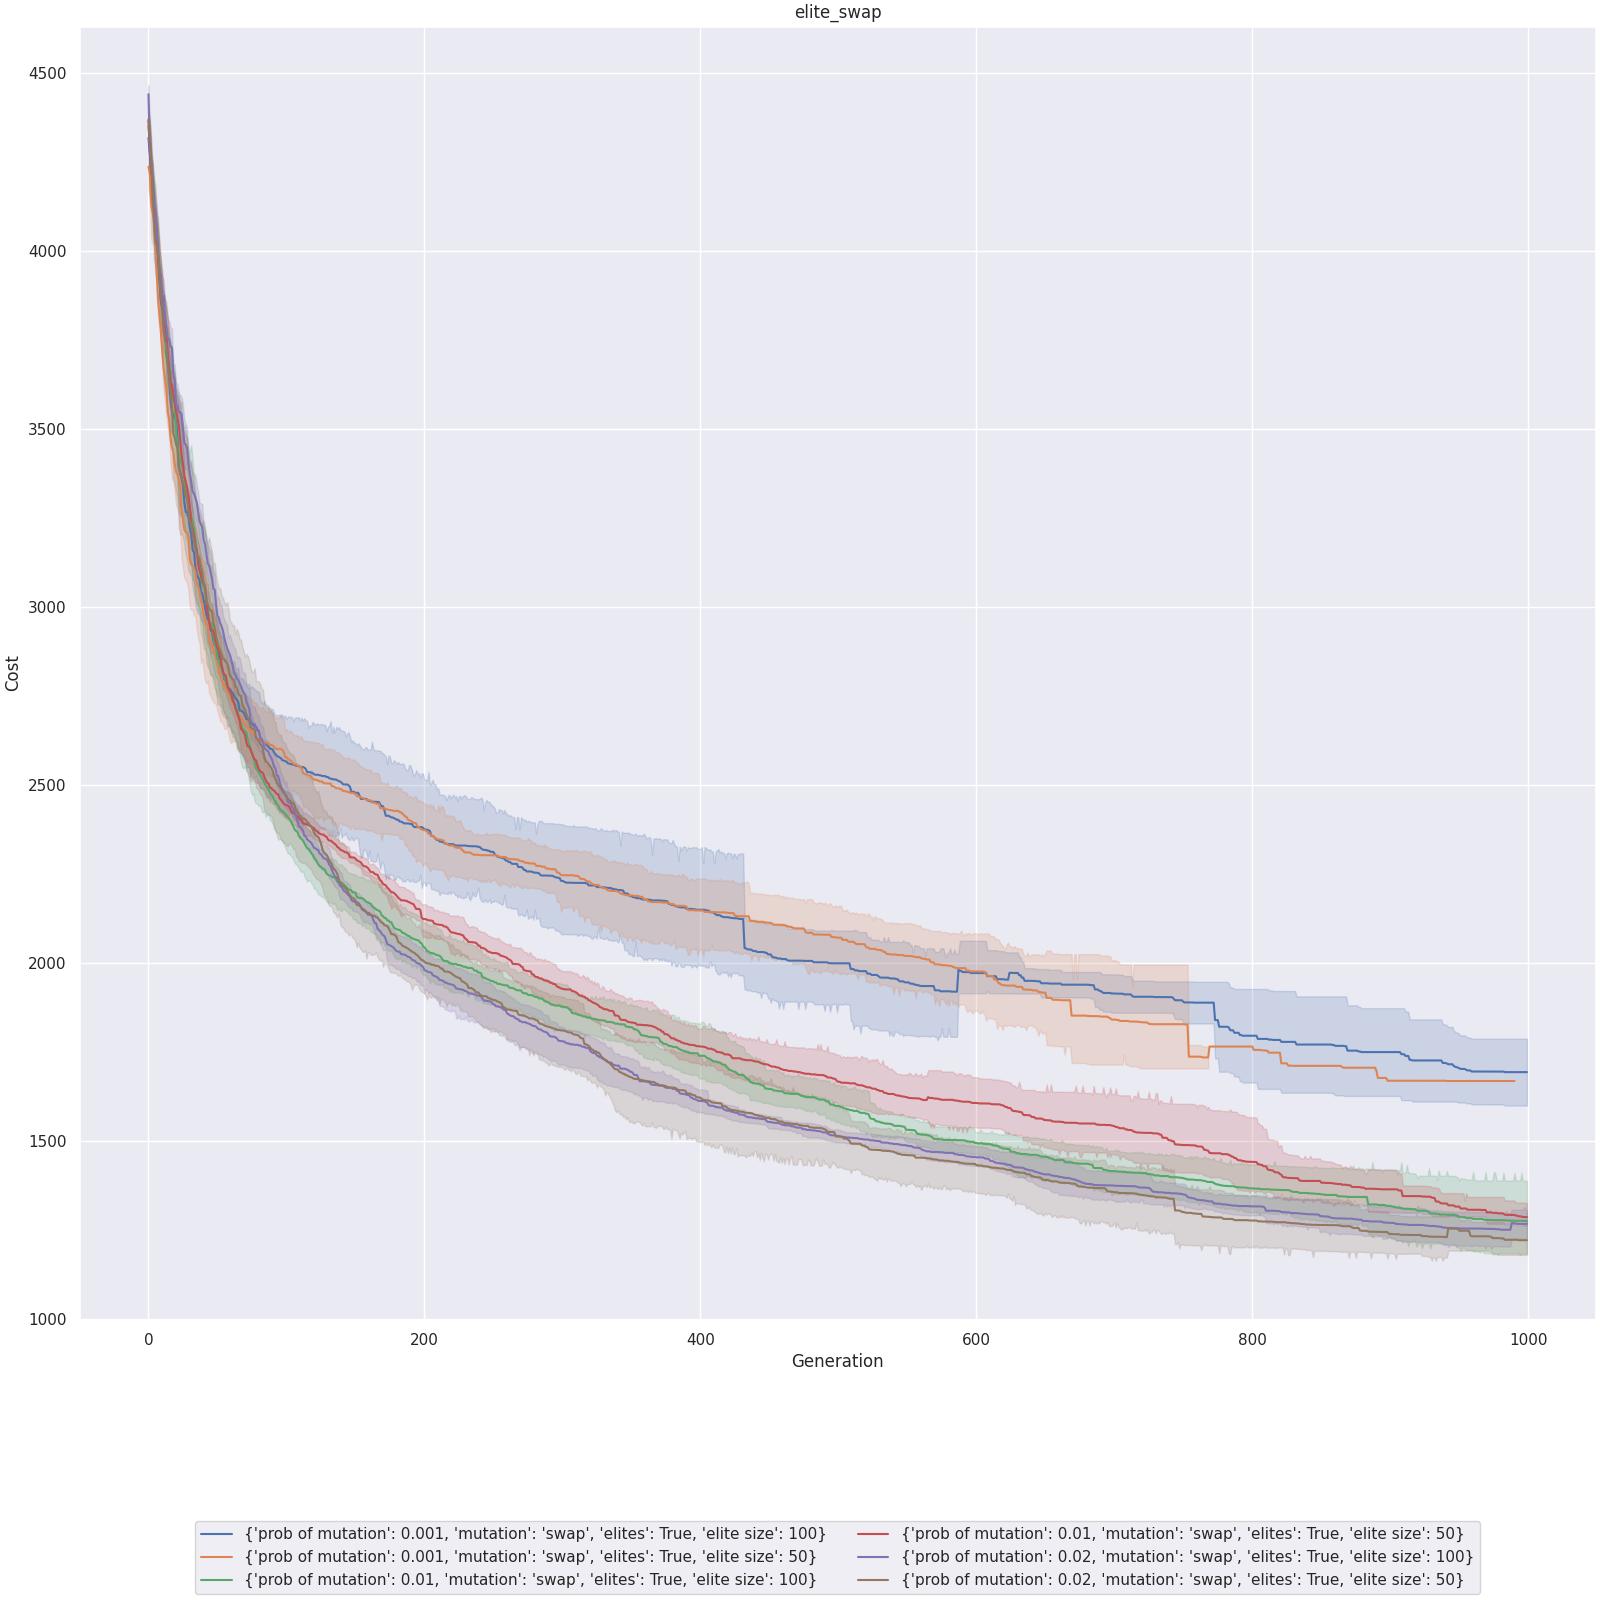 elite_swap
4500
4000
3500
3000
2500
2000
1500
1000
Cost
0 200 400 600 800 1000
Generation
{'prob of mutation': 0.001, 'mutation': 'swap', 'elites': True, 'elite size': 100}
{'prob of mutation': 0.001, 'mutation': 'swap', 'elites': True, 'elite size': 50}
{'prob of mutation': 0.01, 'mutation': 'swap', 'elites': True, 'elite size': 100}
{'prob of mutation': 0.01, 'mutation': 'swap', 'elites': True, 'elite size': 50}
{'prob of mutation': 0.02, 'mutation': 'swap', 'elites': True, 'elite size': 100}
{'prob of mutation': 0.02, 'mutation': 'swap', 'elites': True, 'elite size': 50}